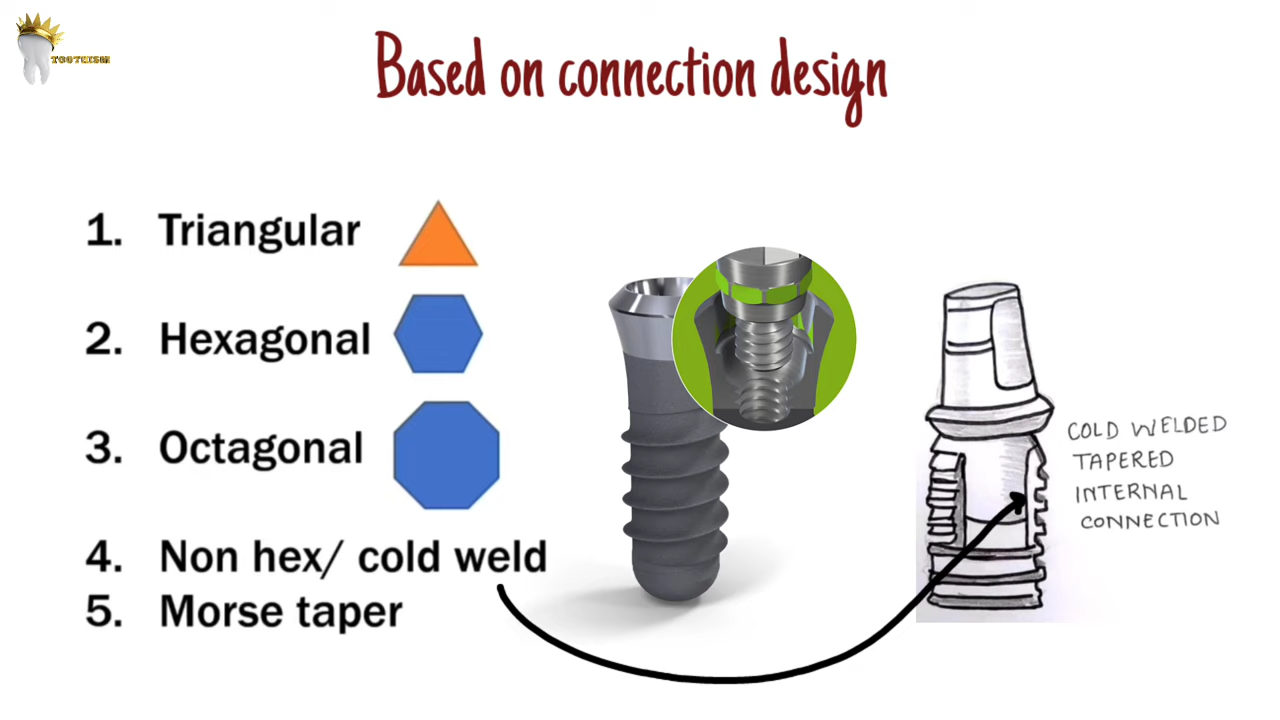 TOOTHISM
Based on connection design
1. Triangular
2. Hexagonal
3. Octagonal
4. Non hex/ cold weld
5. Morse taper
COLD WELDED
TAPERED
INTERNAL
CONNECTION